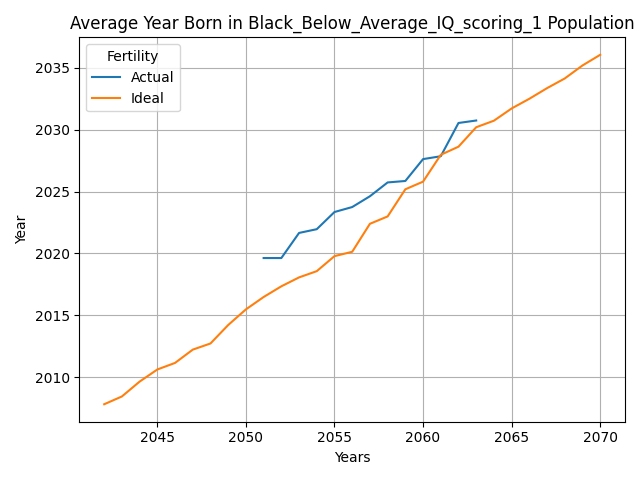 Average Year Born in Black_Below_Average_IQ_scoring_1 Population
Fertility
Actual
Ideal
2035
2030
2025
2020
2015
2010
Year
2045 2050 2055 2060 2065 2070
Years